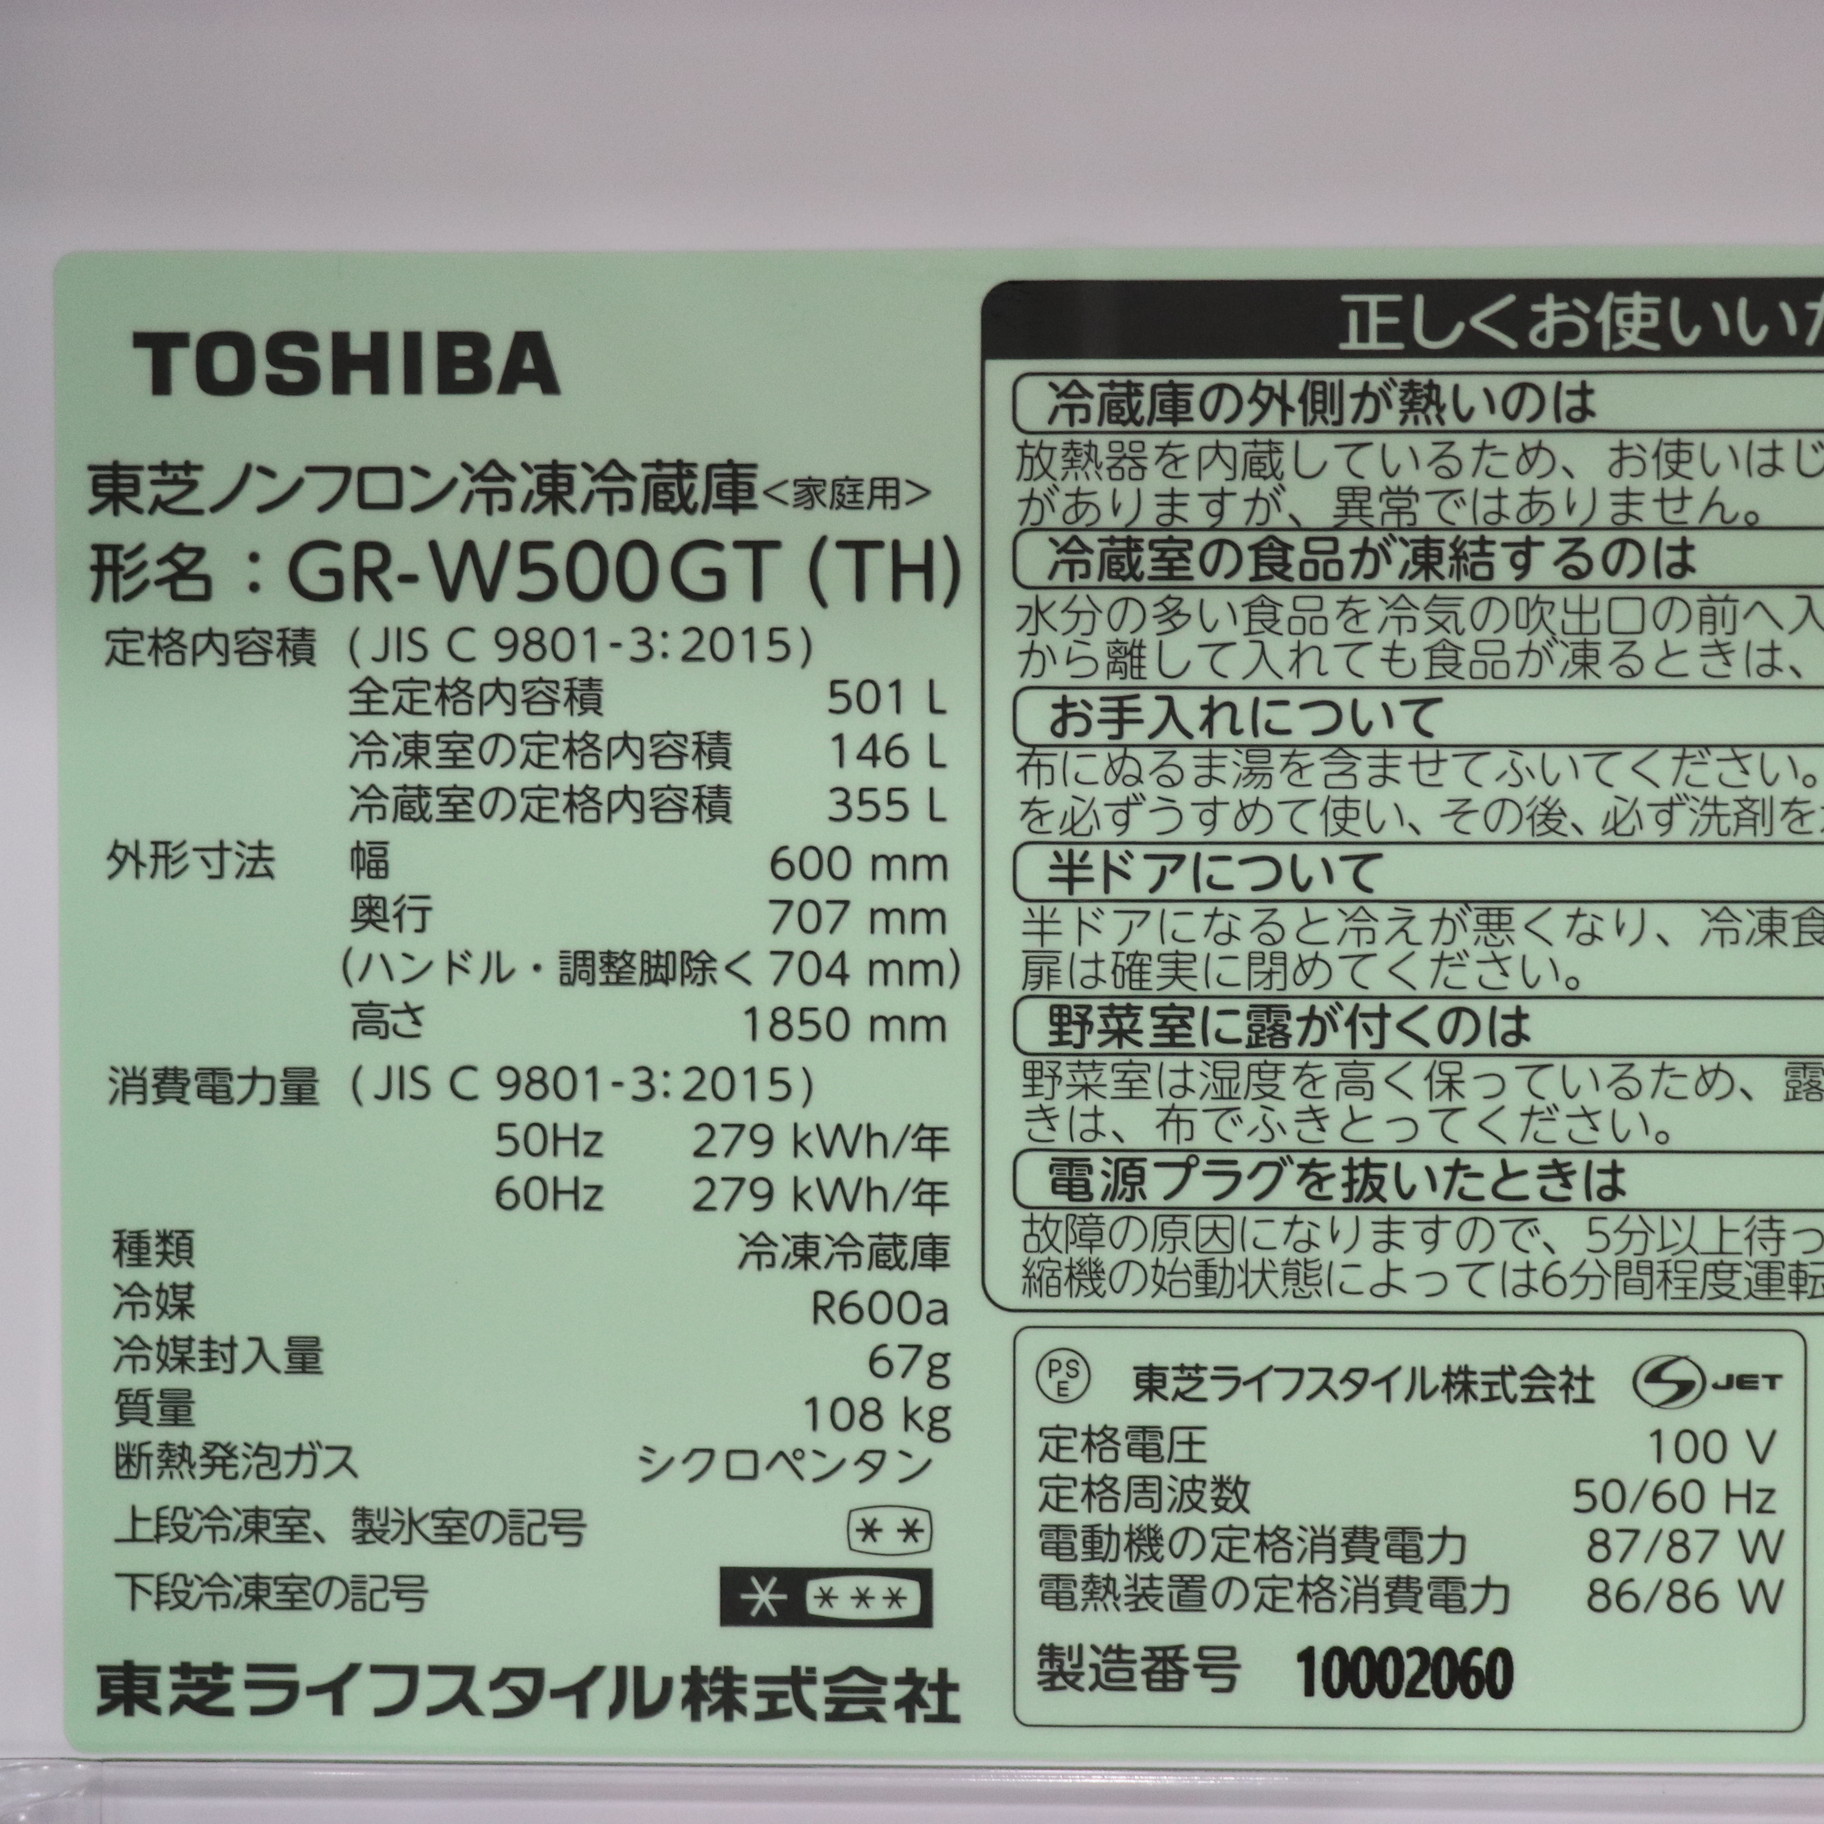 TOSHIBA
東芝ノンフロン冷凍冷蔵庫<家庭用>
形名：GR-W500GT (TH)
定格内容積 (JIS C 9801-3:2015)
全定格内容積 501 L
冷凍室の定格内容積 146 L
冷蔵室の定格内容積 355 L
外形寸法 幅 600 mm
奥行 707 mm
(ハンドル・調整脚除く704 mm)
高さ 1850 mm
消費電力量 (JIS C 9801-3:2015)
50Hz 279 kWh/年
60Hz 279 kWh/年
種類 冷凍冷蔵庫
冷媒 R600a
冷媒封入量 67g
質量 108 kg
断熱発泡ガス シクロペンタン
上段冷凍室、製氷室の記号 **
下段冷凍室の記号 * ***
東芝ライフスタイル株式会社
正しくお使いい
冷蔵庫の外側が熱いのは
放熱器を内蔵しているため、お使いはじ
がありますが、異常ではありません。
冷蔵室の食品が凍結するのは
水分の多い食品を冷気の吹出口の前へ入
から離して入れても食品が凍るときは、
お手入れについて
布にぬるま湯を含ませてふいてください。
を必ずうすめて使い、その後、必ず洗剤を
半ドアについて
半ドアになると冷えが悪くなり、冷凍食
扉は確実に閉めてください。
野菜室に露が付くのは
野菜室は湿度を高く保っているため、露
きは、布でふきとってください。
電源プラグを抜いたときは
故障の原因になりますので、5分以上待っ
縮機の始動状態によっては6分間程度運転
PSE 東芝ライフスタイル株式会社 S JET
定格電圧 100 V
定格周波数 50/60 Hz
電動機の定格消費電力 87/87 W
電熱装置の定格消費電力 86/86 W
製造番号 10002060